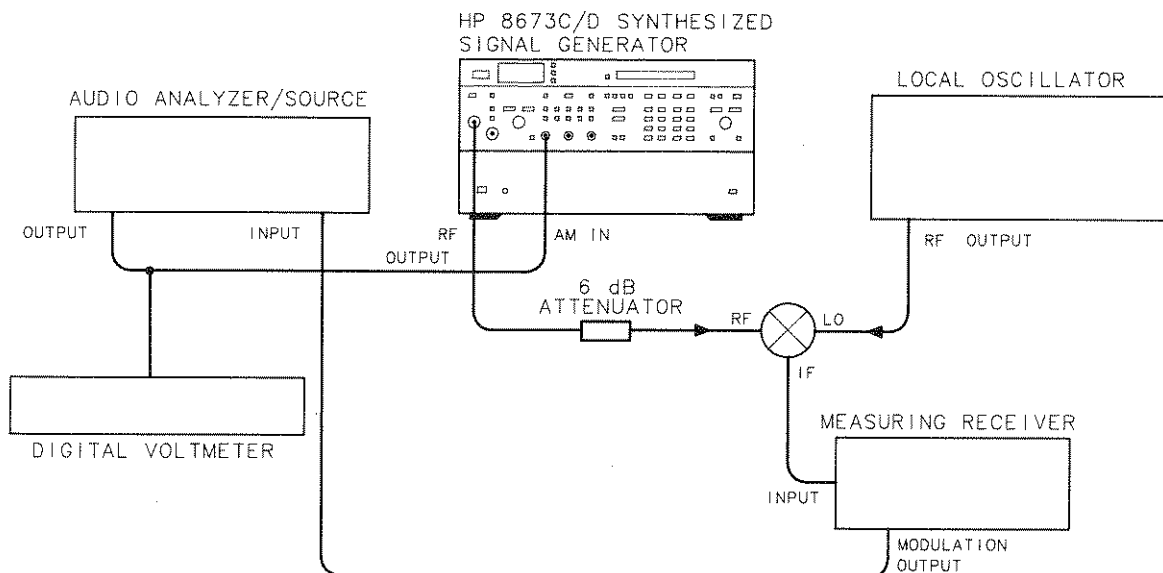 HP 8673C/D SYNTHESIZED
SIGNAL GENERATOR
AUDIO ANALYZER/SOURCE
LOCAL OSCILLATOR
OUTPUT
INPUT
RF
OUTPUT
AM IN
RF OUTPUT
6 dB
ATTENUATOR
RF
LO
IF
DIGITAL VOLTMETER
MEASURING RECEIVER
INPUT
MODULATION
OUTPUT